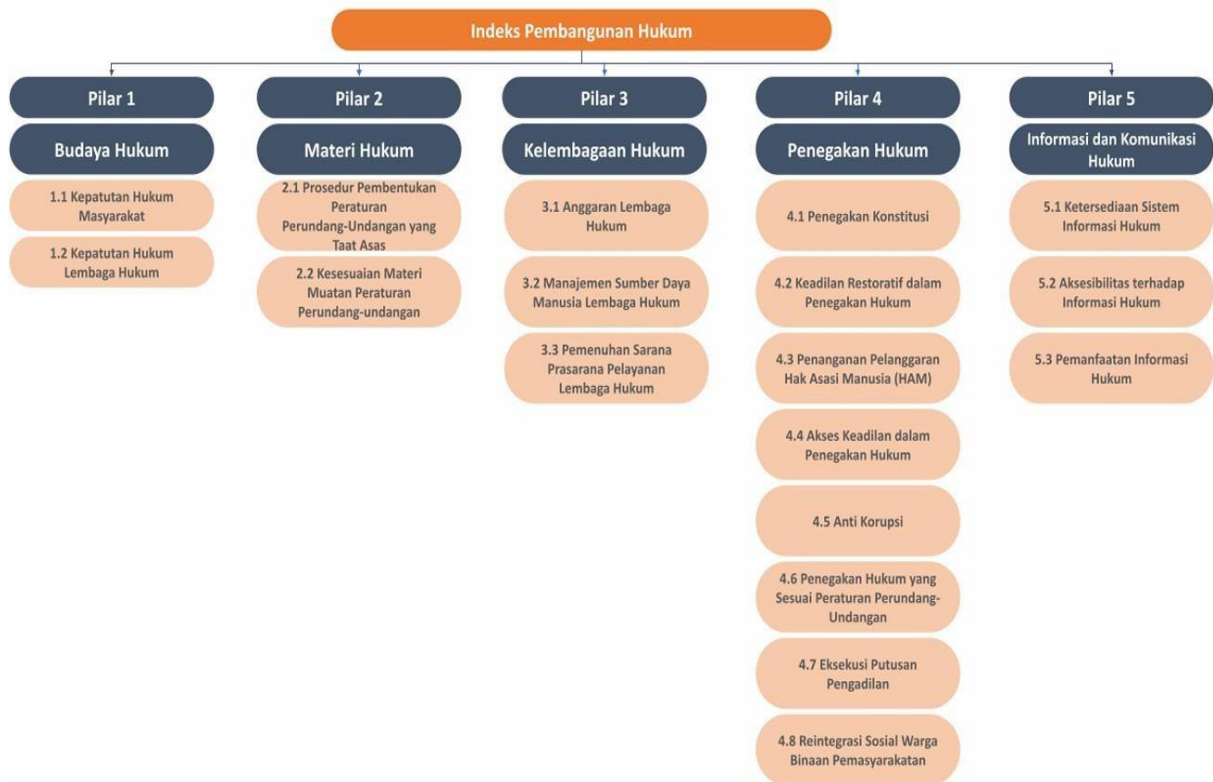 Indeks Pembangunan Hukum
Pilar 1
Budaya Hukum
1.1 Kepatutan Hukum
Masyarakat
1.2 Kepatutan Hukum
Lembaga Hukum
Pilar 2
Materi Hukum
2.1 Prosedur Pembentukan
Peraturan
Perundang-Undangan yang
Taat Asas
2.2 Kesesuaian Materi
Muatan Peraturan
Perundang-undangan
Pilar 3
Kelembagaan Hukum
3.1 Anggaran Lembaga
Hukum
3.2 Manajemen Sumber Daya
Manusia Lembaga Hukum
3.3 Pemenuhan Sarana
Prasarana Pelayanan
Lembaga Hukum
Pilar 4
Penegakan Hukum
4.1 Penegakan Konstitusi
4.2 Keadilan Restoratif dalam
Penegakan Hukum
4.3 Penanganan Pelanggaran
Hak Asasi Manusia (HAM)
4.4 Akses Keadilan dalam
Penegakan Hukum
4.5 Anti Korupsi
4.6 Penegakan Hukum yang
Sesuai Peraturan Perundang-
Undangan
4.7 Eksekusi Putusan
Pengadilan
4.8 Reintegrasi Sosial Warga
Binaan Pemasyarakatan
Pilar 5
Informasi dan Komunikasi
Hukum
5.1 Ketersediaan Sistem
Informasi Hukum
5.2 Aksesibilitas terhadap
Informasi Hukum
5.3 Pemanfaatan Informasi
Hukum